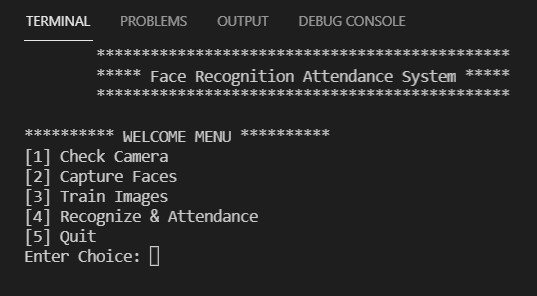 TERMINAL PROBLEMS OUTPUT DEBUG CONSOLE
**********************************************
***** Face Recognition Attendance System *****
**********************************************
********** WELCOME MENU **********
[1] Check Camera
[2] Capture Faces
[3] Train Images
[4] Recognize & Attendance
[5] Quit
Enter Choice: